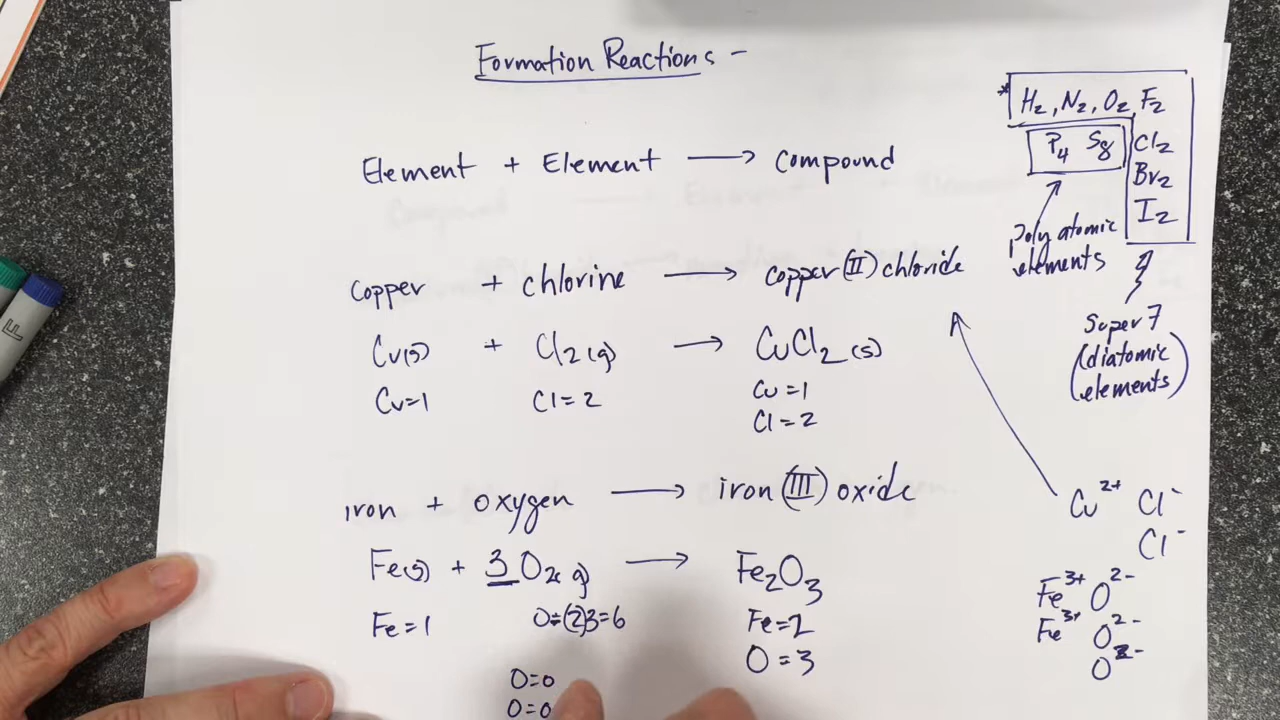 Formation Reactions -
Element + Element → compound
copper + chlorine → copper (II) chloride
Cu(s) + Cl₂(g) → CuCl₂(s)
Cu=1 Cl=2 Cu=1
Cl=2
iron + oxygen → iron (III) oxide
Fe(s) + 3O₂(g) → Fe₂O₃
Fe=1 O=(2)3=6 Fe=2
O=3
O=O
O=O
*H₂, N₂, O₂, F₂
P₄ S₈ Cl₂
Br₂
I₂
Polyatomic
elements
Super 7
(diatomic
elements)
Cu²⁺ Cl⁻
Cl⁻
Fe³⁺ O²⁻
Fe³⁺ O²⁻
O²⁻
F